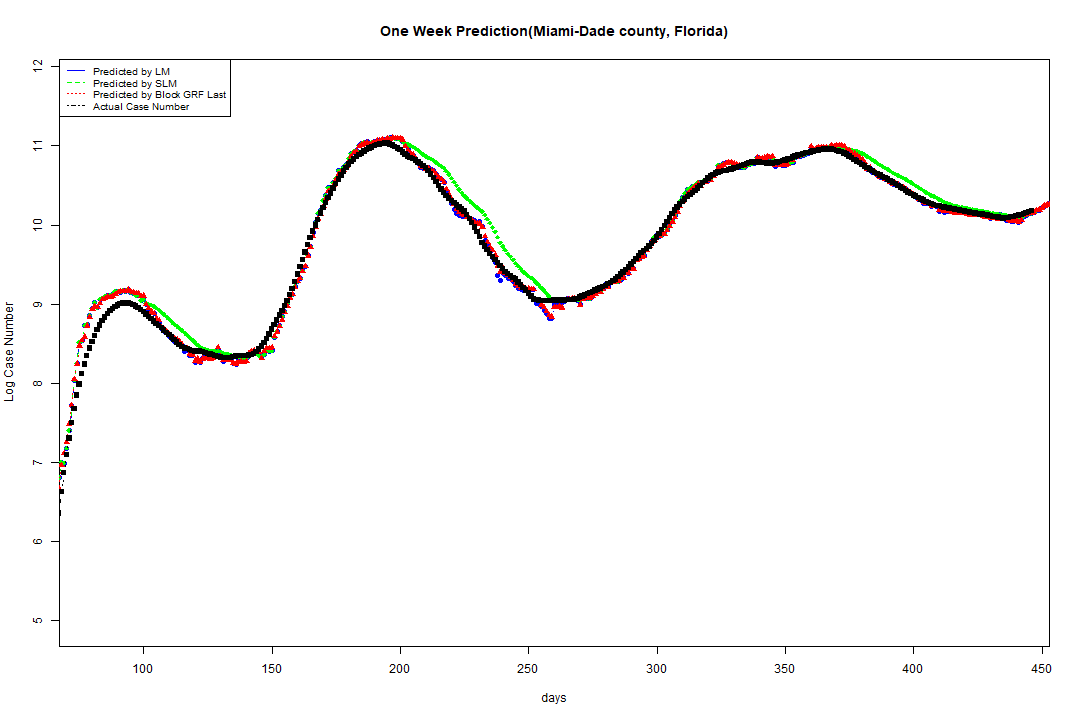 One Week Prediction(Miami-Dade county, Florida)
Predicted by LM
Predicted by SLM
Predicted by Block GRF Last
Actual Case Number
12
11
10
9
8
7
6
5
Log Case Number
100 150 200 250 300 350 400 450
days